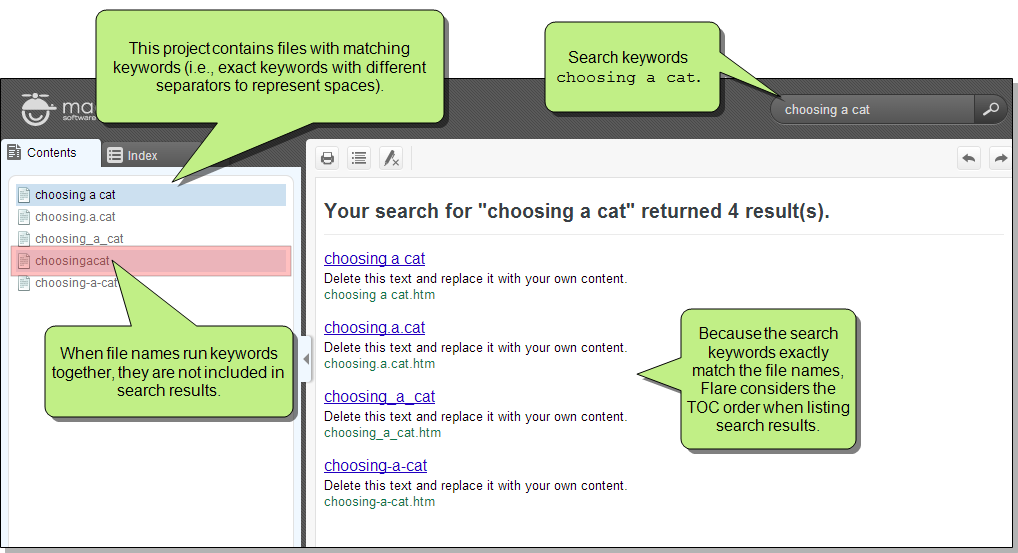 This project contains files with matching
keywords (i.e., exact keywords with different
separators to represent spaces).
Search keywords
choosing a cat.
software
choosing a cat
Contents
Index
choosing a cat
choosing.a.cat
choosing_a_cat
choosingacat
choosing-a-cat
When file names run keywords
together, they are not included in
search results.
Your search for "choosing a cat" returned 4 result(s).
choosing a cat
Delete this text and replace it with your own content.
choosing a cat.htm
choosing.a.cat
Delete this text and replace it with your own content.
choosing.a.cat.htm
choosing_a_cat
Delete this text and replace it with your own content.
choosing_a_cat.htm
choosing-a-cat
Delete this text and replace it with your own content.
choosing-a-cat.htm
Because the search
keywords exactly
match the file names,
Flare considers the
TOC order when listing
search results.